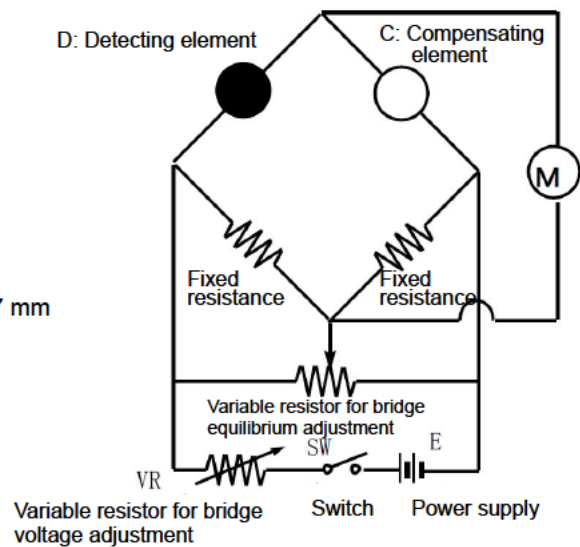 D: Detecting element
C: Compensating
element
M
Fixed
resistance
Fixed
resistance
7 mm
Variable resistor for bridge
equilibrium adjustment
SW
E
VR
Variable resistor for bridge
voltage adjustment
Switch
Power supply